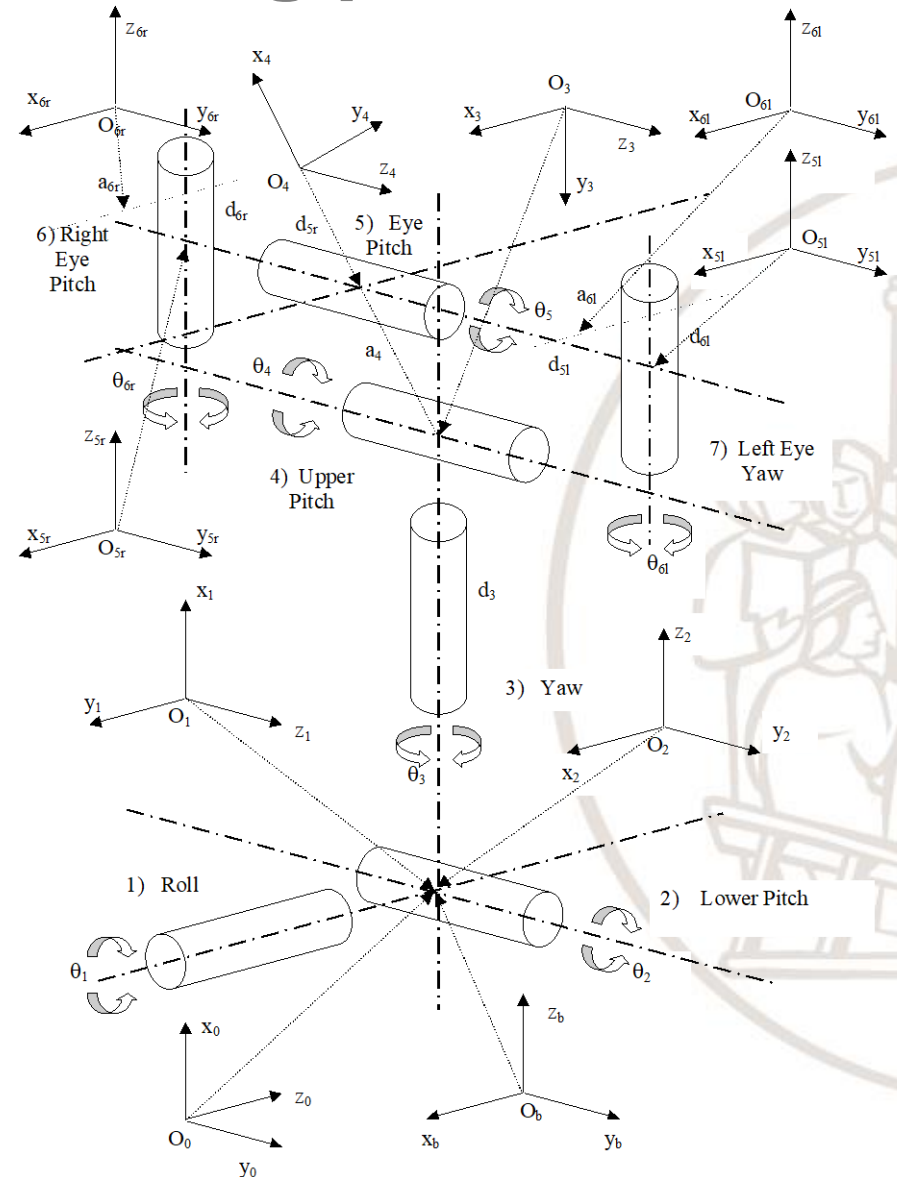 z6r
z6l
x4
x6r
y6r
O6r
y4
O3
x3
z3
O6l
x6l
y6l
O4
z4
y3
z5l
a6r
d6r
d5r
5) Eye
Pitch
6) Right
Eye
Pitch
O5l
x5l
y5l
θ5
a6l
d6l
a4
θ4
d5l
θ6r
z5r
4) Upper
Pitch
7) Left Eye
Yaw
x5r
O5r
y5r
θ6l
x1
d3
z2
3) Yaw
y1
O1
z1
O2
y2
x2
θ3
1) Roll
2) Lower Pitch
θ1
θ2
x0
zb
z0
Ob
O0
xb
yb
y0